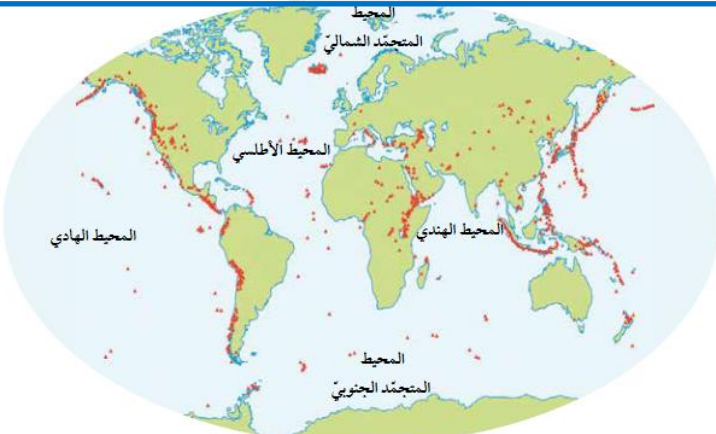 المحيط
المتجمّد الشماليّ
المحيط الأطلسي
المحيط الهادي
المحيط الهندي
المحيط
المتجمّد الجنوبيّ